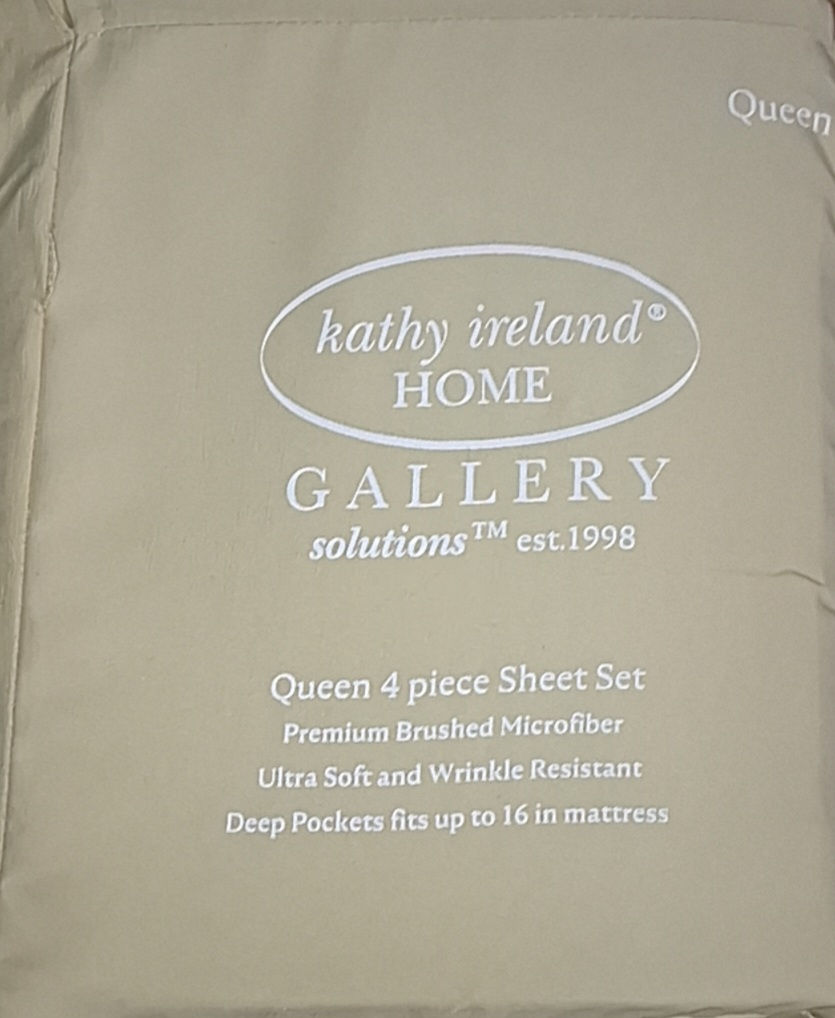 Queen
kathy ireland®
HOME
GALLERY
solutions™ est.1998
Queen 4 piece Sheet Set
Premium Brushed Microfiber
Ultra Soft and Wrinkle Resistant
Deep Pockets fits up to 16 in mattress